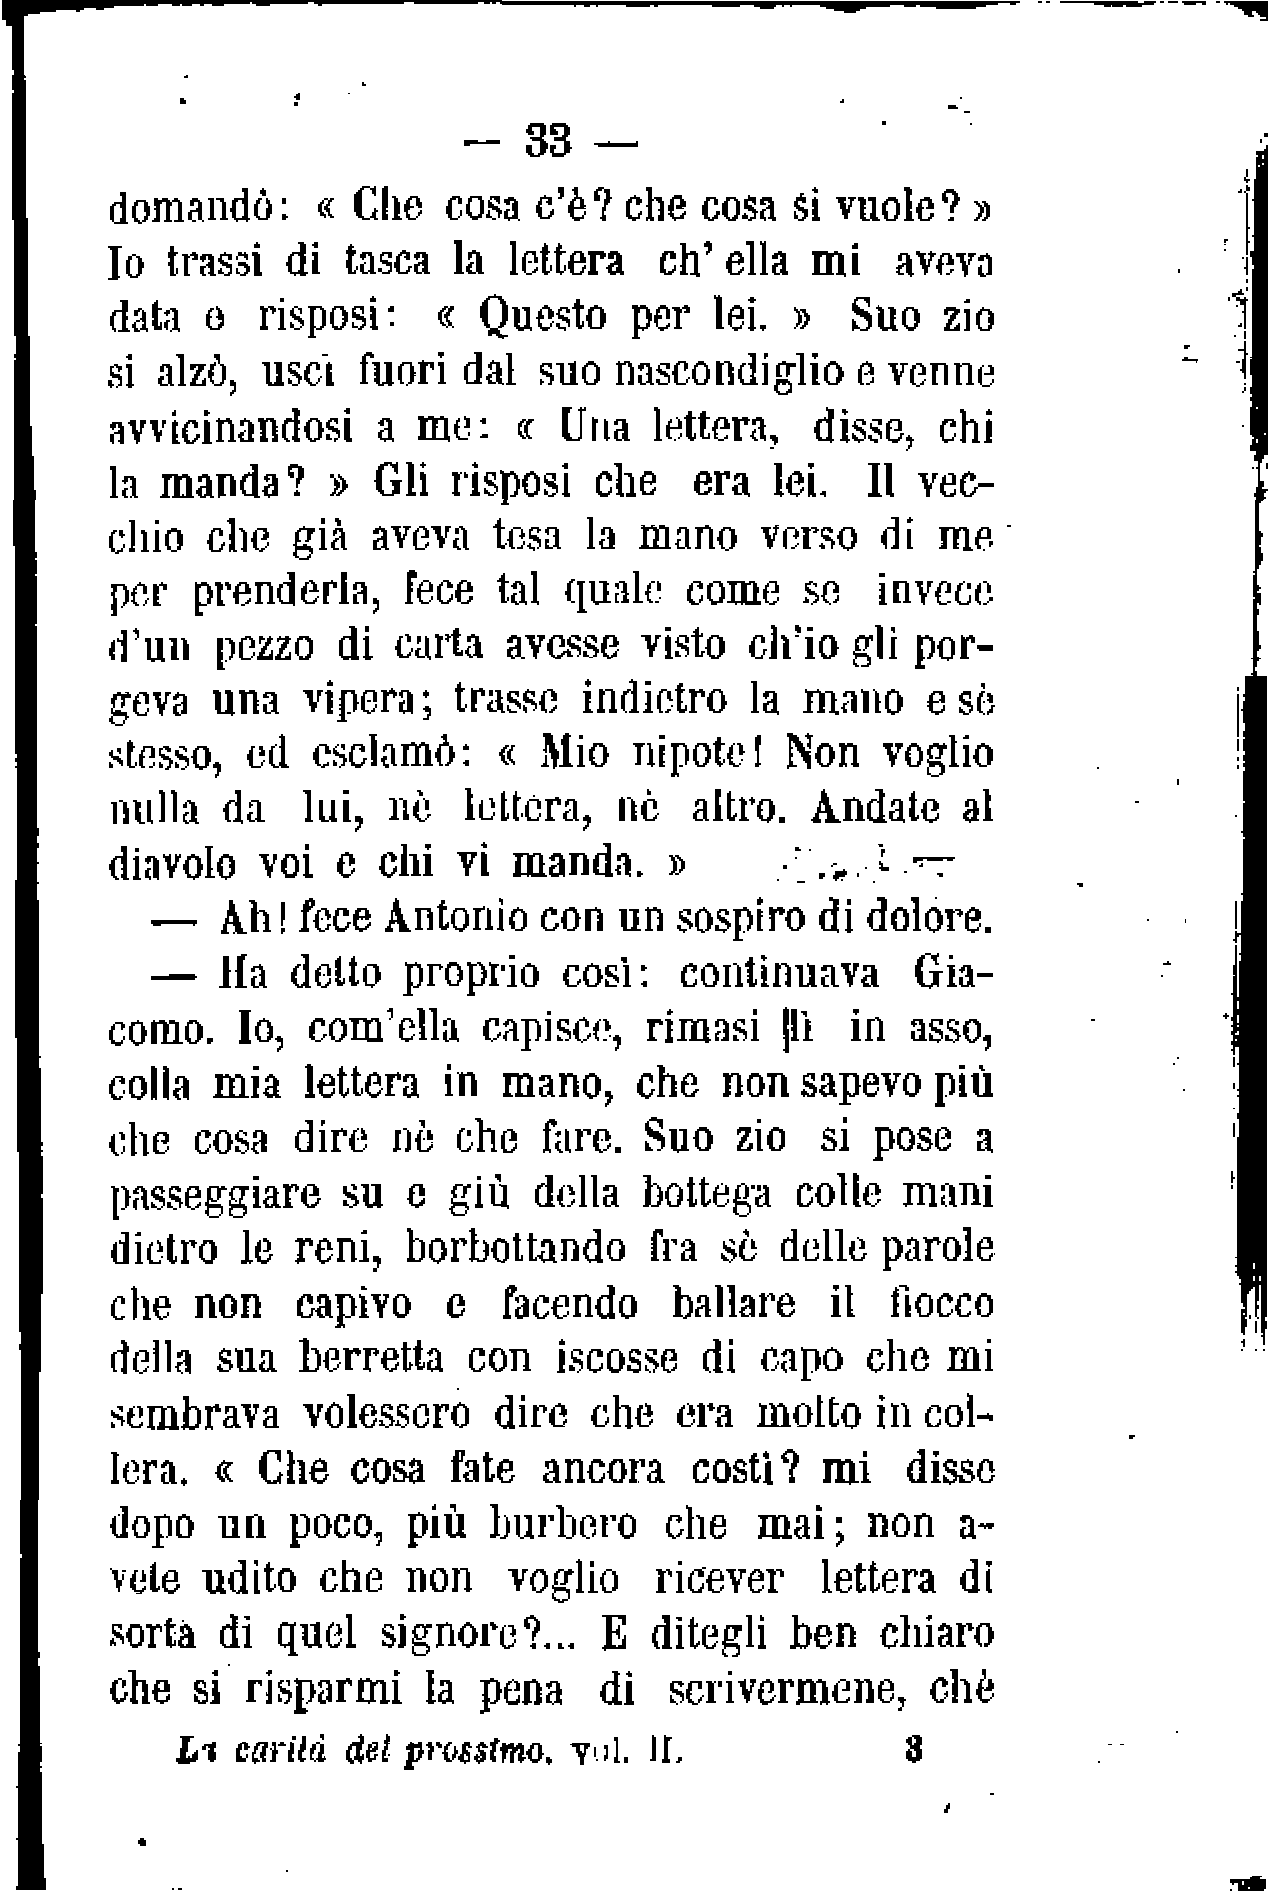 — 33 —
domandò: « Che cosa c'è? che cosa si vuole? »
Io trassi di tasca la lettera ch' ella mi aveva
data e risposi: « Questo per lei. » Suo zio
si alzò, uscì fuori dal suo nascondiglio e venne
avvicinandosi a me: « Una lettera, disse, chi
la manda? » Gli risposi che era lei. Il vec-
chio che già aveva tesa la mano verso di me
per prenderla, fece tal quale come se invece
d'un pezzo di carta avesse visto ch'io gli por-
geva una vipera; trasse indietro la mano e sè
stesso, ed esclamò: « Mio nipote! Non voglio
nulla da lui, nè lettera, nè altro. Andate al
diavolo voi e chi vi manda. »
— Ah! fece Antonio con un sospiro di dolore.
— Ha detto proprio così: continuava Gia-
como. Io, com'ella capisce, rimasi lì in asso,
colla mia lettera in mano, che non sapevo più
che cosa dire nè che fare. Suo zio si pose a
passeggiare su e giù della bottega colle mani
dietro le reni, borbottando fra sè delle parole
che non capivo e facendo ballare il fiocco
della sua berretta con iscosse di capo che mi
sembrava volessero dire che era molto in col-
lera. « Che cosa fate ancora costì? mi disse
dopo un poco, più burbero che mai; non a-
vete udito che non voglio ricever lettera di
sorta di quel signore?... E ditegli ben chiaro
che si risparmi la pena di scrivermene, chè
La carità del prossimo, vol. II. 3